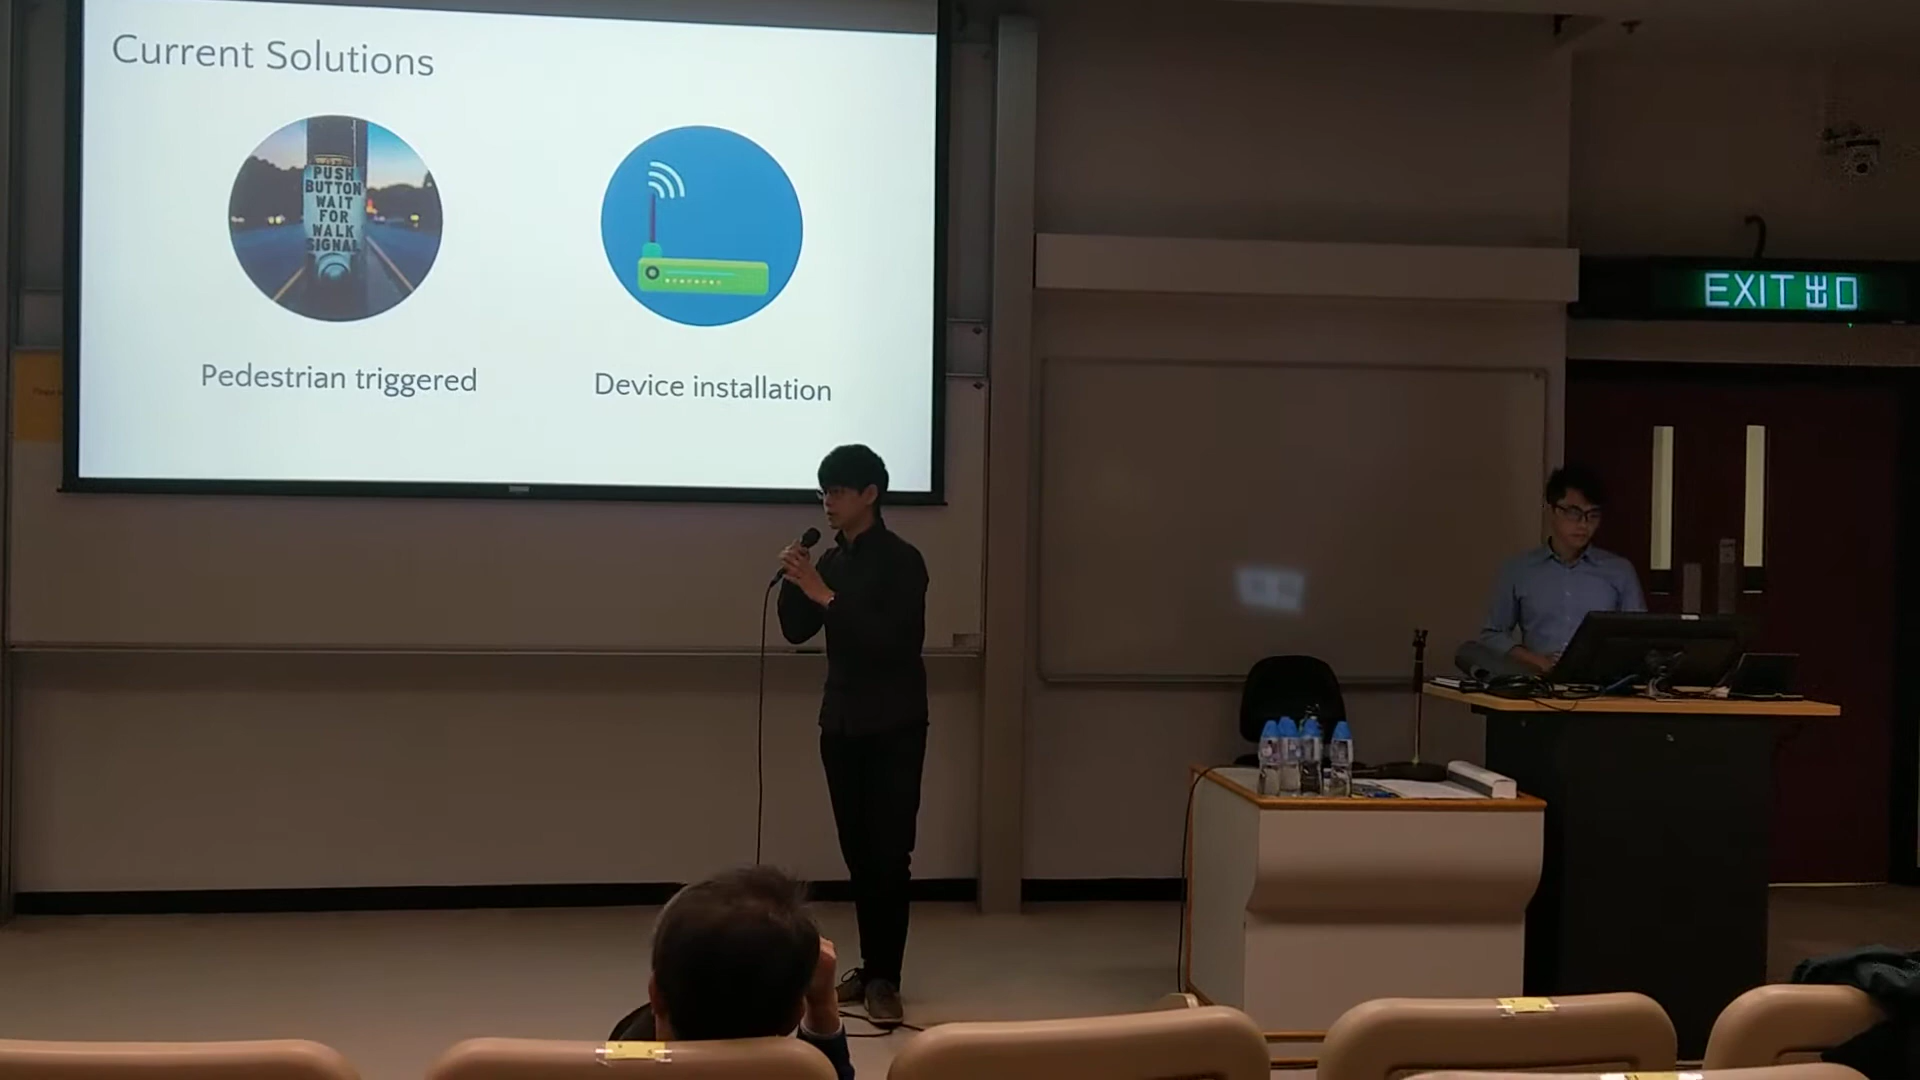 Current Solutions
PUSH
BUTTON
WAIT
FOR
WALK
SIGNAL
Pedestrian triggered
Device installation
EXIT 出口